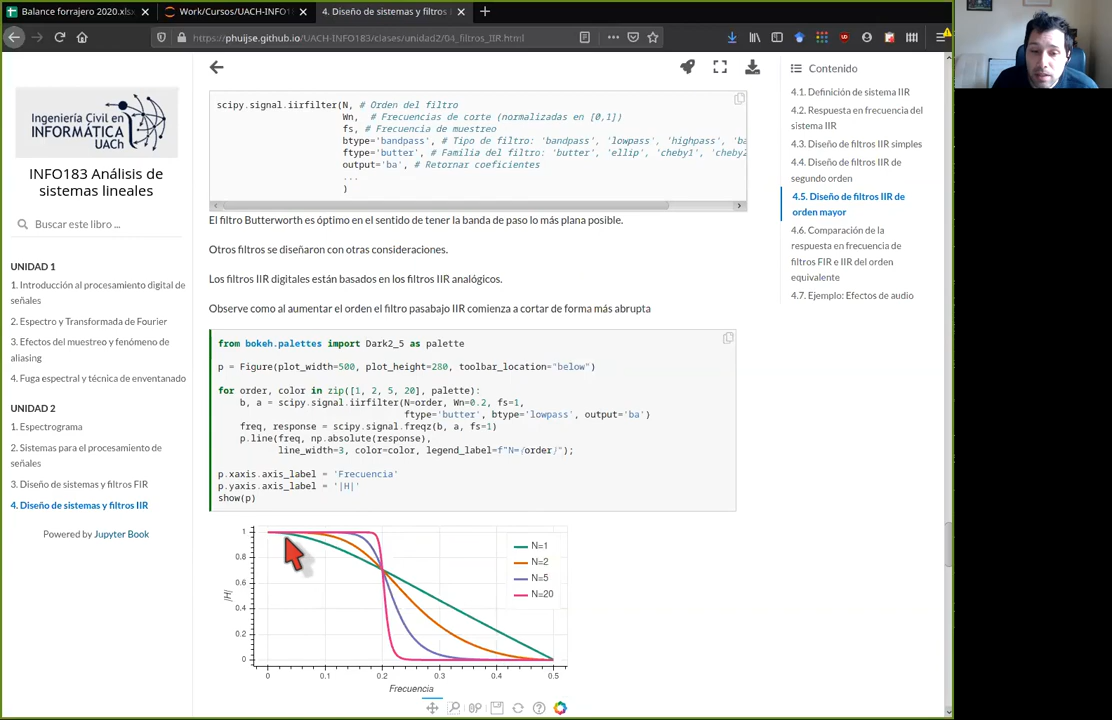 Balance forrajero 2020.xlsx
Work/Cursos/UACH-INFO1
4. Diseño de sistemas y filtros
https://phuijse.github.io/UACH-INFO183/clases/unidad2/04_filtros_IIR.html
Ingeniería Civil en
INFORMÁTICA
UACh
INFO183 Análisis de
sistemas lineales
Buscar este libro ...
UNIDAD 1
1. Introducción al procesamiento digital de
señales
2. Espectro y Transformada de Fourier
3. Efectos del muestreo y fenómeno de
aliasing
4. Fuga espectral y técnica de enventanado
UNIDAD 2
1. Espectrograma
2. Sistemas para el procesamiento de
señales
3. Diseño de sistemas y filtros FIR
4. Diseño de sistemas y filtros IIR
Powered by Jupyter Book
scipy.signal.iirfilter(N, # Orden del filtro
Wn, # Frecuencias de corte (normalizadas en [0,1])
fs, # Frecuencia de muestreo
btype='bandpass', # Tipo de filtro: 'bandpass', 'lowpass', 'highpass', 'ba
ftype='butter', # Familia del filtro: 'butter', 'ellip', 'cheby1', 'cheby2
output='ba', # Retornar coeficientes
...
)
El filtro Butterworth es óptimo en el sentido de tener la banda de paso lo más plana posible.
Otros filtros se diseñaron con otras consideraciones.
Los filtros IIR digitales están basados en los filtros IIR analógicos.
Observe como al aumentar el orden el filtro pasabajo IIR comienza a cortar de forma más abrupta
from bokeh.palettes import Dark2_5 as palette
p = Figure(plot_width=500, plot_height=280, toolbar_location="below")
for order, color in zip([1, 2, 5, 20], palette):
b, a = scipy.signal.iirfilter(N=order, Wn=0.2, fs=1,
ftype='butter', btype='lowpass', output='ba')
freq, response = scipy.signal.freqz(b, a, fs=1)
p.line(freq, np.absolute(response),
line_width=3, color=color, legend_label=f"N={order}");
p.xaxis.axis_label = 'Frecuencia'
p.yaxis.axis_label = '|H|'
show(p)
1
0.8
0.6
0.4
0.2
0
|H|
0 0.1 0.2 0.3 0.4 0.5
Frecuencia
N=1
N=2
N=5
N=20
Contenido
4.1. Definición de sistema IIR
4.2. Respuesta en frecuencia del
sistema IIR
4.3. Diseño de filtros IIR simples
4.4. Diseño de filtros IIR de
segundo orden
4.5. Diseño de filtros IIR de
orden mayor
4.6. Comparación de la
respuesta en frecuencia de
filtros FIR e IIR del orden
equivalente
4.7. Ejemplo: Efectos de audio